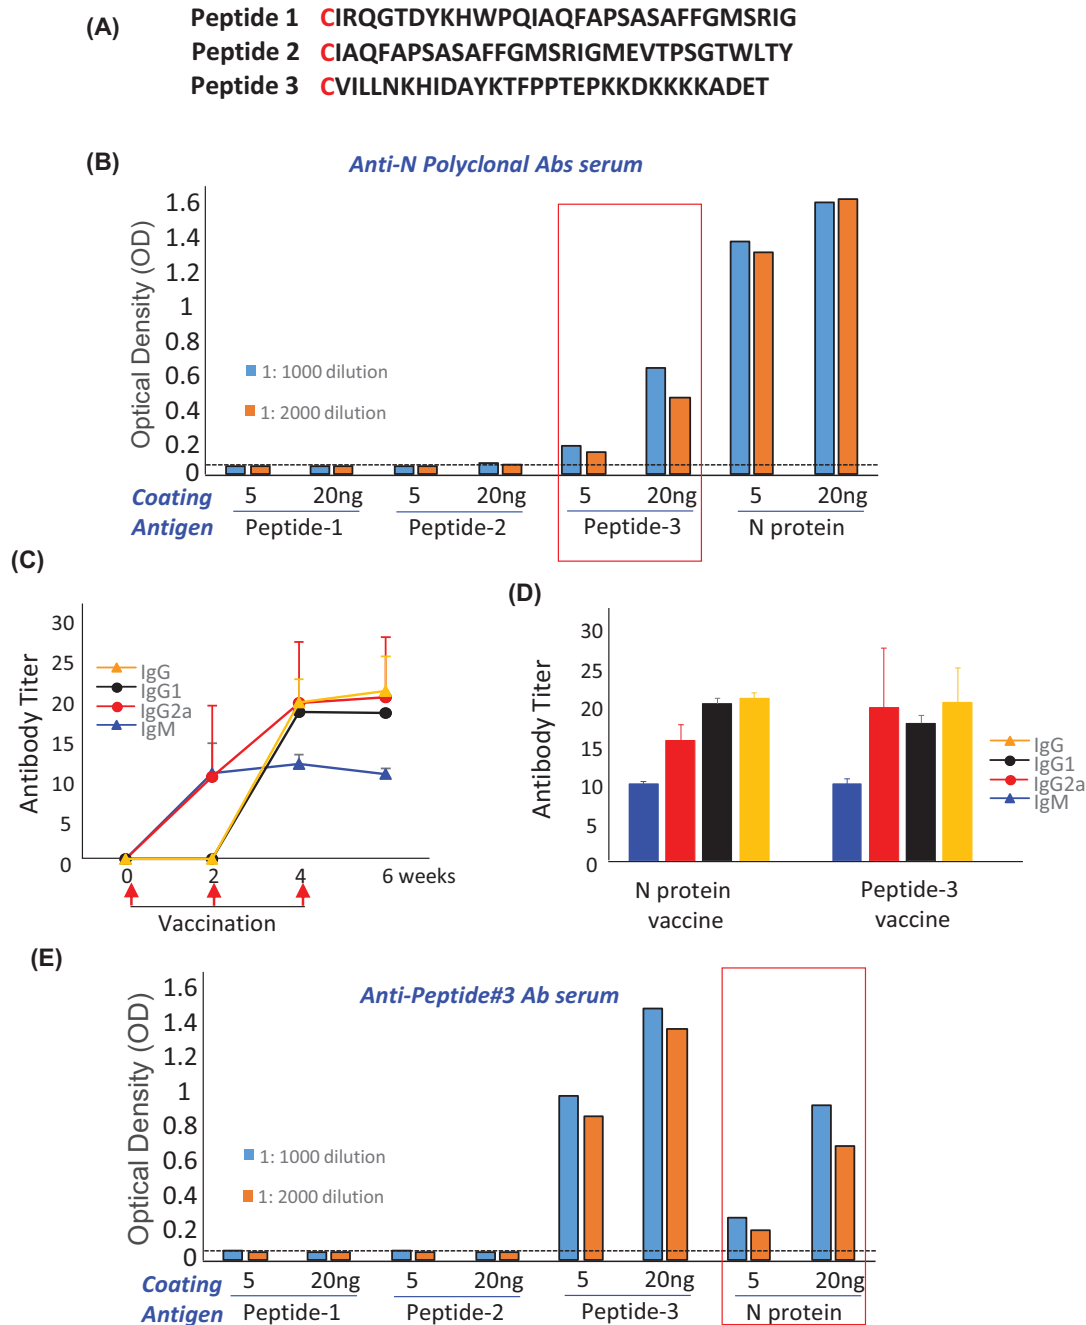 (A)
Peptide 1 CIRQGTDYKHWPQIAQFAPSASAFFGMSRIG
Peptide 2 CIAQFAPSASAFFGMSRIGMEVTPSGTWLTY
Peptide 3 CVILLNKHIDAYKTFPPTEPKKDKKKKADET
(B)
Anti-N Polyclonal Abs serum
Optical Density (OD)
1.6
1.4
1.2
1
0.8
0.6
0.4
0.2
0
1: 1000 dilution
1: 2000 dilution
Coating 5 20ng 5 20ng 5 20ng 5 20ng
Antigen Peptide-1 Peptide-2 Peptide-3 N protein
(C)
Antibody Titer
30
25
20
15
10
5
0
IgG
IgG1
IgG2a
IgM
0 2 4 6 weeks
Vaccination
(D)
Antibody Titer
30
25
20
15
10
5
0
IgG
IgG1
IgG2a
IgM
N protein
vaccine
Peptide-3
vaccine
(E)
Anti-Peptide#3 Ab serum
Optical Density (OD)
1.6
1.4
1.2
1
0.8
0.6
0.4
0.2
0
1: 1000 dilution
1: 2000 dilution
Coating 5 20ng 5 20ng 5 20ng 5 20ng
Antigen Peptide-1 Peptide-2 Peptide-3 N protein